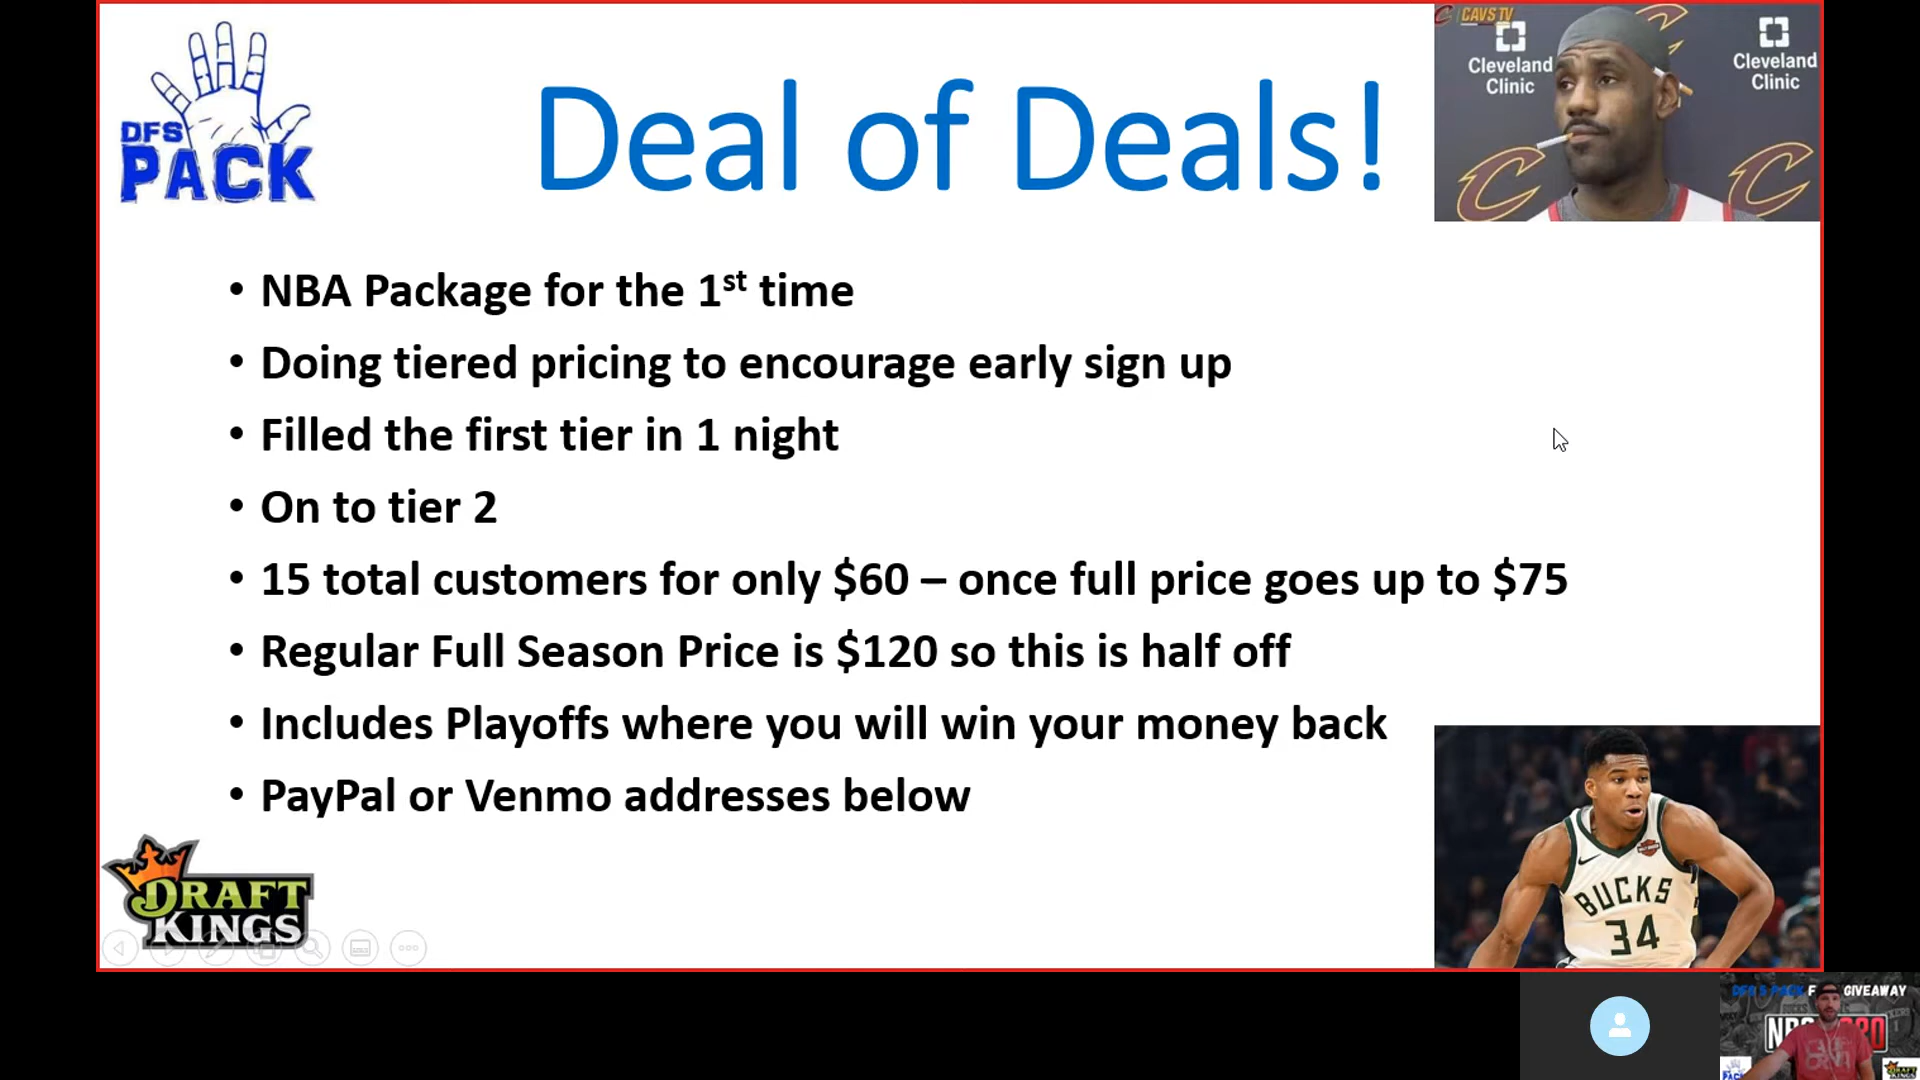 DFS
PACK
Deal of Deals!
CAVS TV
Cleveland
Clinic
Cleveland
Clinic
• NBA Package for the 1st time
• Doing tiered pricing to encourage early sign up
• Filled the first tier in 1 night
• On to tier 2
• 15 total customers for only $60 – once full price goes up to $75
• Regular Full Season Price is $120 so this is half off
• Includes Playoffs where you will win your money back
• PayPal or Venmo addresses below
DRAFT
KINGS
BUCKS
34
GIVEAWAY
DRAFT
KINGS